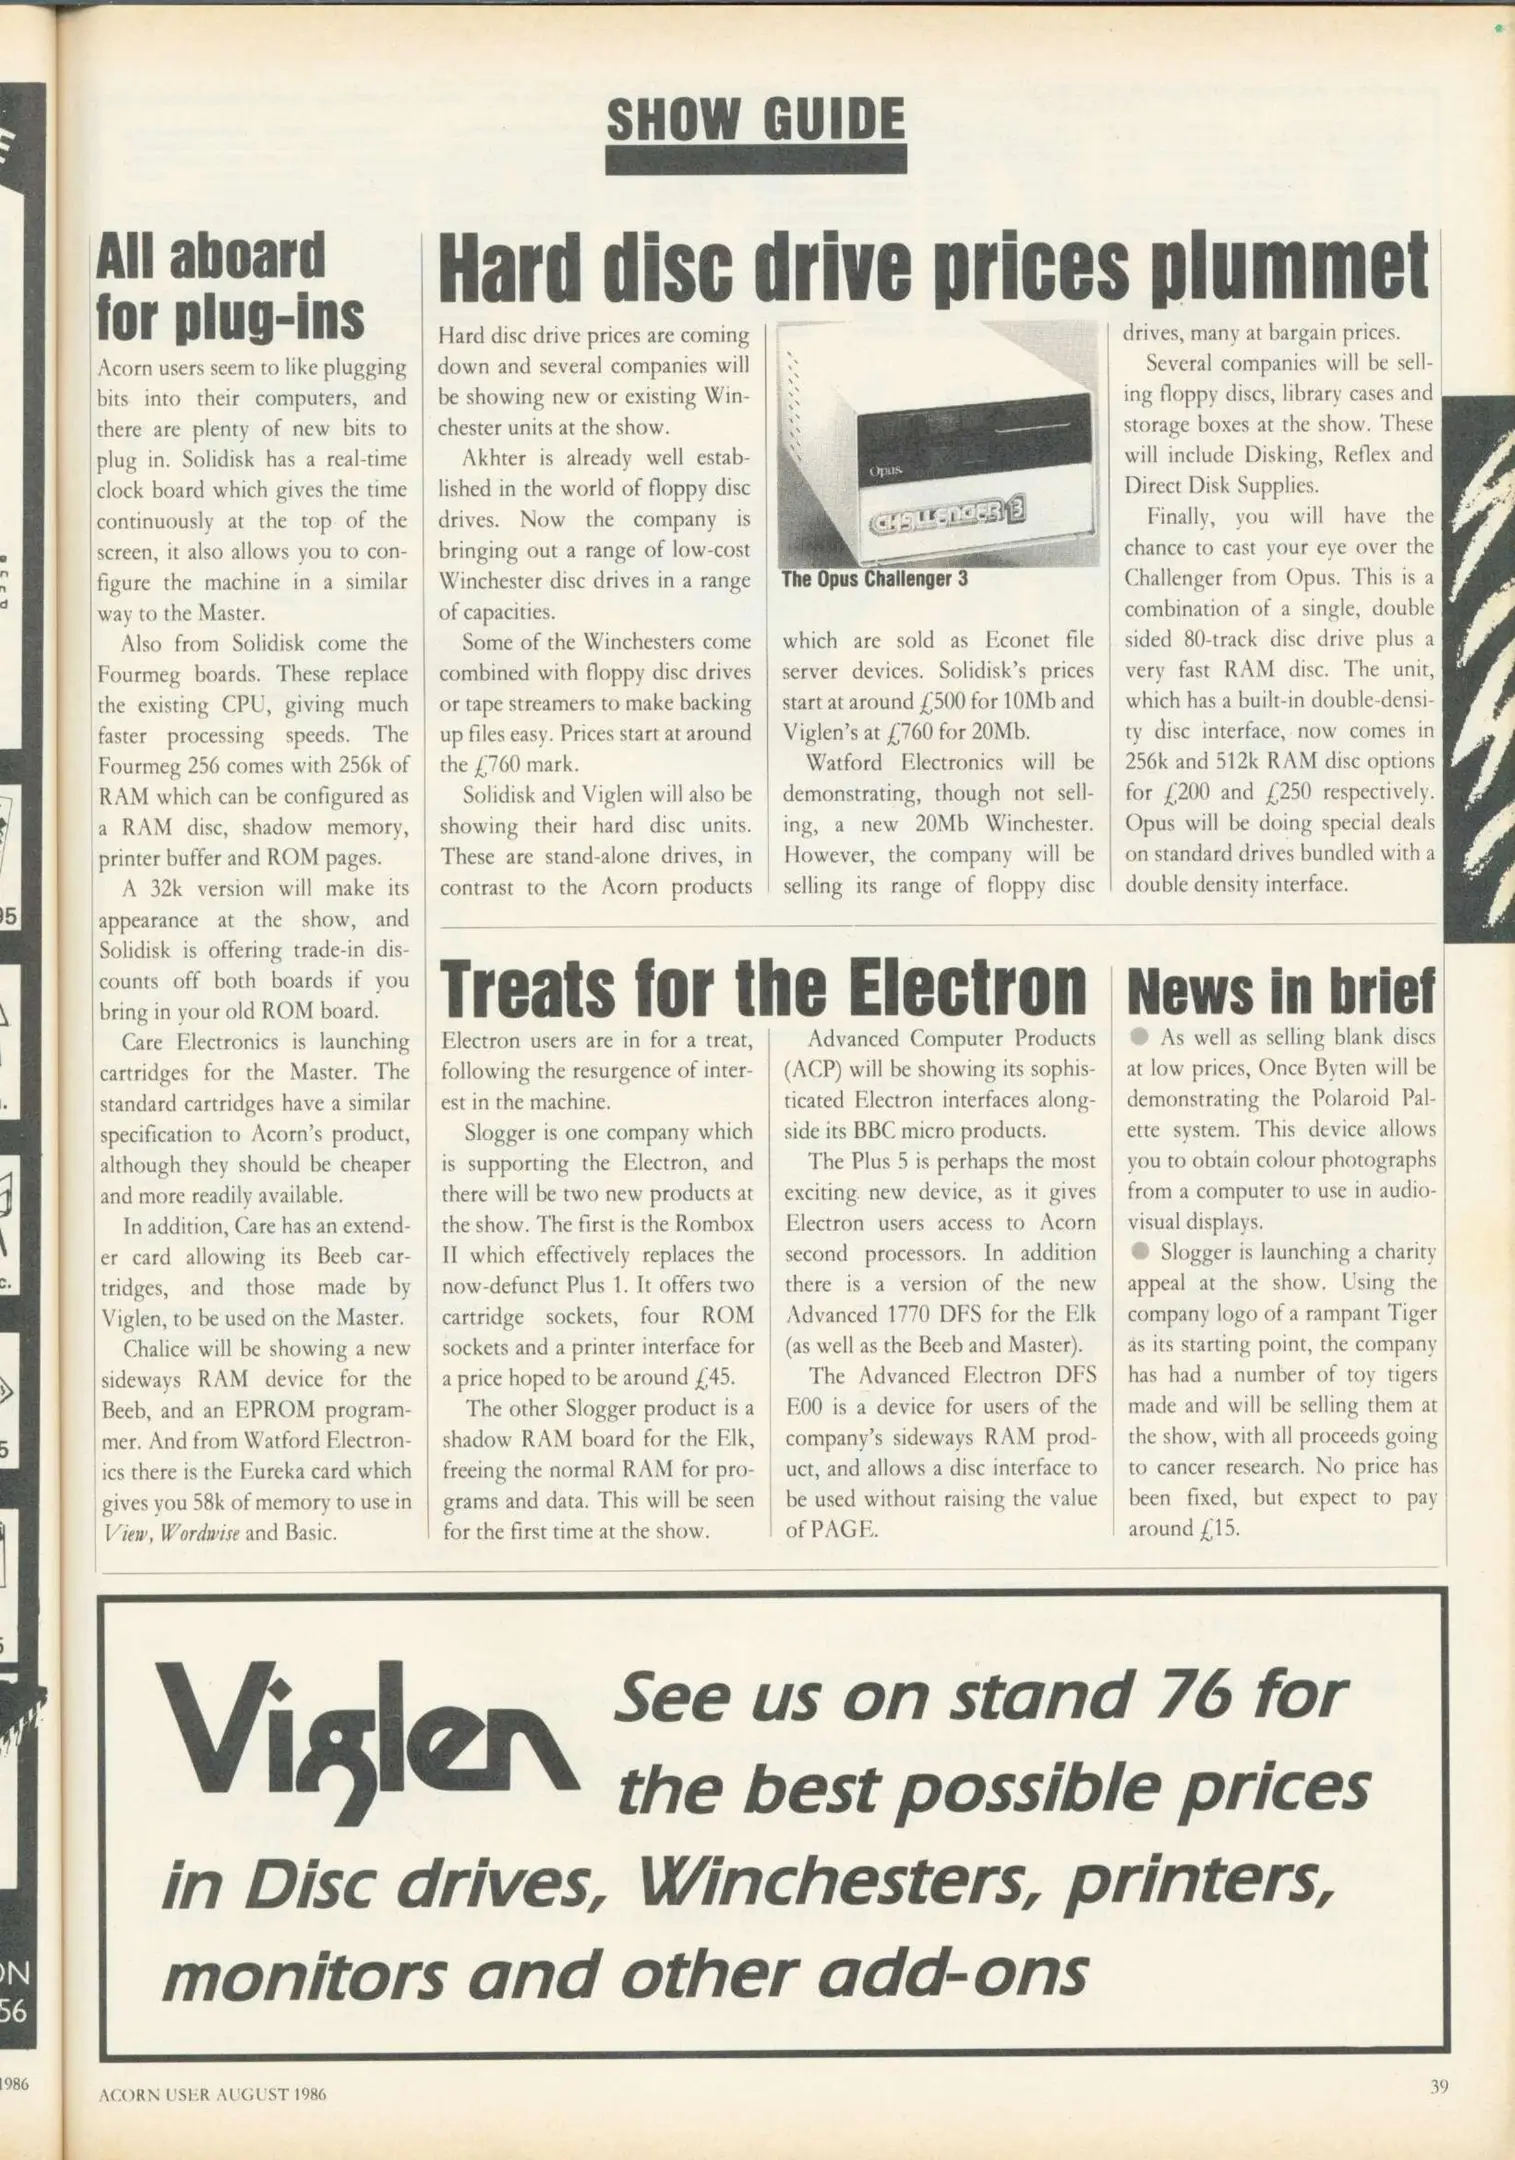 SHOW GUIDE
All aboard
for plug-ins
Acorn users seem to like plugging
bits into their computers, and
there are plenty of new bits to
plug in. Solidisk has a real-time
clock board which gives the time
continuously at the top of the
screen, it also allows you to con-
figure the machine in a similar
way to the Master.
Also from Solidisk come the
Fourmeg boards. These replace
the existing CPU, giving much
faster processing speeds. The
Fourmeg 256 comes with 256k of
RAM which can be configured as
a RAM disc, shadow memory,
printer buffer and ROM pages.
A 32k version will make its
appearance at the show, and
Solidisk is offering trade-in dis-
counts off both boards if you
bring in your old ROM board.
Care Electronics is launching
cartridges for the Master. The
standard cartridges have a similar
specification to Acorn's product,
although they should be cheaper
and more readily available.
In addition, Care has an extend-
er card allowing its Beeb car-
tridges, and those made by
Viglen, to be used on the Master.
Chalice will be showing a new
sideways RAM device for the
Beeb, and an EPROM program-
mer. And from Watford Electron-
ics there is the Eureka card which
gives you 58k of memory to use in
View, Wordwise and Basic.
Hard disc drive prices plummet
Hard disc drive prices are coming
down and several companies will
be showing new or existing Win-
chester units at the show.
Akhter is already well estab-
lished in the world of floppy disc
drives. Now the company is
bringing out a range of low-cost
Winchester disc drives in a range
of capacities.
Some of the Winchesters come
combined with floppy disc drives
or tape streamers to make backing
up files easy. Prices start at around
the £760 mark.
Solidisk and Viglen will also be
showing their hard disc units.
These are stand-alone drives, in
contrast to the Acorn products
Opus
CHALLENGER 3
The Opus Challenger 3
which are sold as Econet file
server devices. Solidisk's prices
start at around £500 for 10Mb and
Viglen's at £760 for 20Mb.
Watford Electronics will be
demonstrating, though not sell-
ing, a new 20Mb Winchester.
However, the company will be
selling its range of floppy disc
drives, many at bargain prices.
Several companies will be sell-
ing floppy discs, library cases and
storage boxes at the show. These
will include Disking, Reflex and
Direct Disk Supplies.
Finally, you will have the
chance to cast your eye over the
Challenger from Opus. This is a
combination of a single, double
sided 80-track disc drive plus a
very fast RAM disc. The unit,
which has a built-in double-densi-
ty disc interface, now comes in
256k and 512k RAM disc options
for £200 and £250 respectively.
Opus will be doing special deals
on standard drives bundled with a
double density interface.
Treats for the Electron
Electron users are in for a treat,
following the resurgence of inter-
est in the machine.
Slogger is one company which
is supporting the Electron, and
there will be two new products at
the show. The first is the Rombox
II which effectively replaces the
now-defunct Plus 1. It offers two
cartridge sockets, four ROM
sockets and a printer interface for
a price hoped to be around £45.
The other Slogger product is a
shadow RAM board for the Elk,
freeing the normal RAM for pro-
grams and data. This will be seen
for the first time at the show.
Advanced Computer Products
(ACP) will be showing its sophis-
ticated Electron interfaces along-
side its BBC micro products.
The Plus 5 is perhaps the most
exciting new device, as it gives
Electron users access to Acorn
second processors. In addition
there is a version of the new
Advanced 1770 DFS for the Elk
(as well as the Beeb and Master).
The Advanced Electron DFS
E00 is a device for users of the
company's sideways RAM prod-
uct, and allows a disc interface to
be used without raising the value
of PAGE.
News in brief
● As well as selling blank discs
at low prices, Once Byten will be
demonstrating the Polaroid Pal-
ette system. This device allows
you to obtain colour photographs
from a computer to use in audio-
visual displays.
● Slogger is launching a charity
appeal at the show. Using the
company logo of a rampant Tiger
as its starting point, the company
has had a number of toy tigers
made and will be selling them at
the show, with all proceeds going
to cancer research. No price has
been fixed, but expect to pay
around £15.
Viglen
See us on stand 76 for
the best possible prices
in Disc drives, Winchesters, printers,
monitors and other add-ons
ACORN USER AUGUST 1986
39
1986